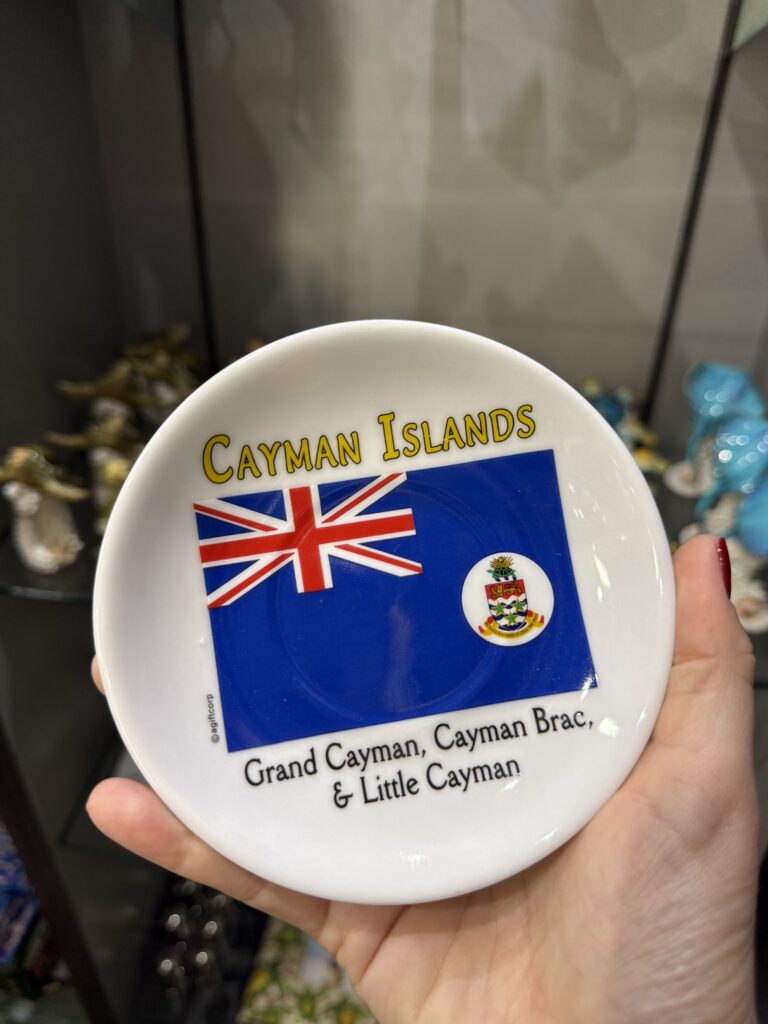 Cayman Islands
©agiftcorp
Grand Cayman, Cayman Brac,
& Little Cayman